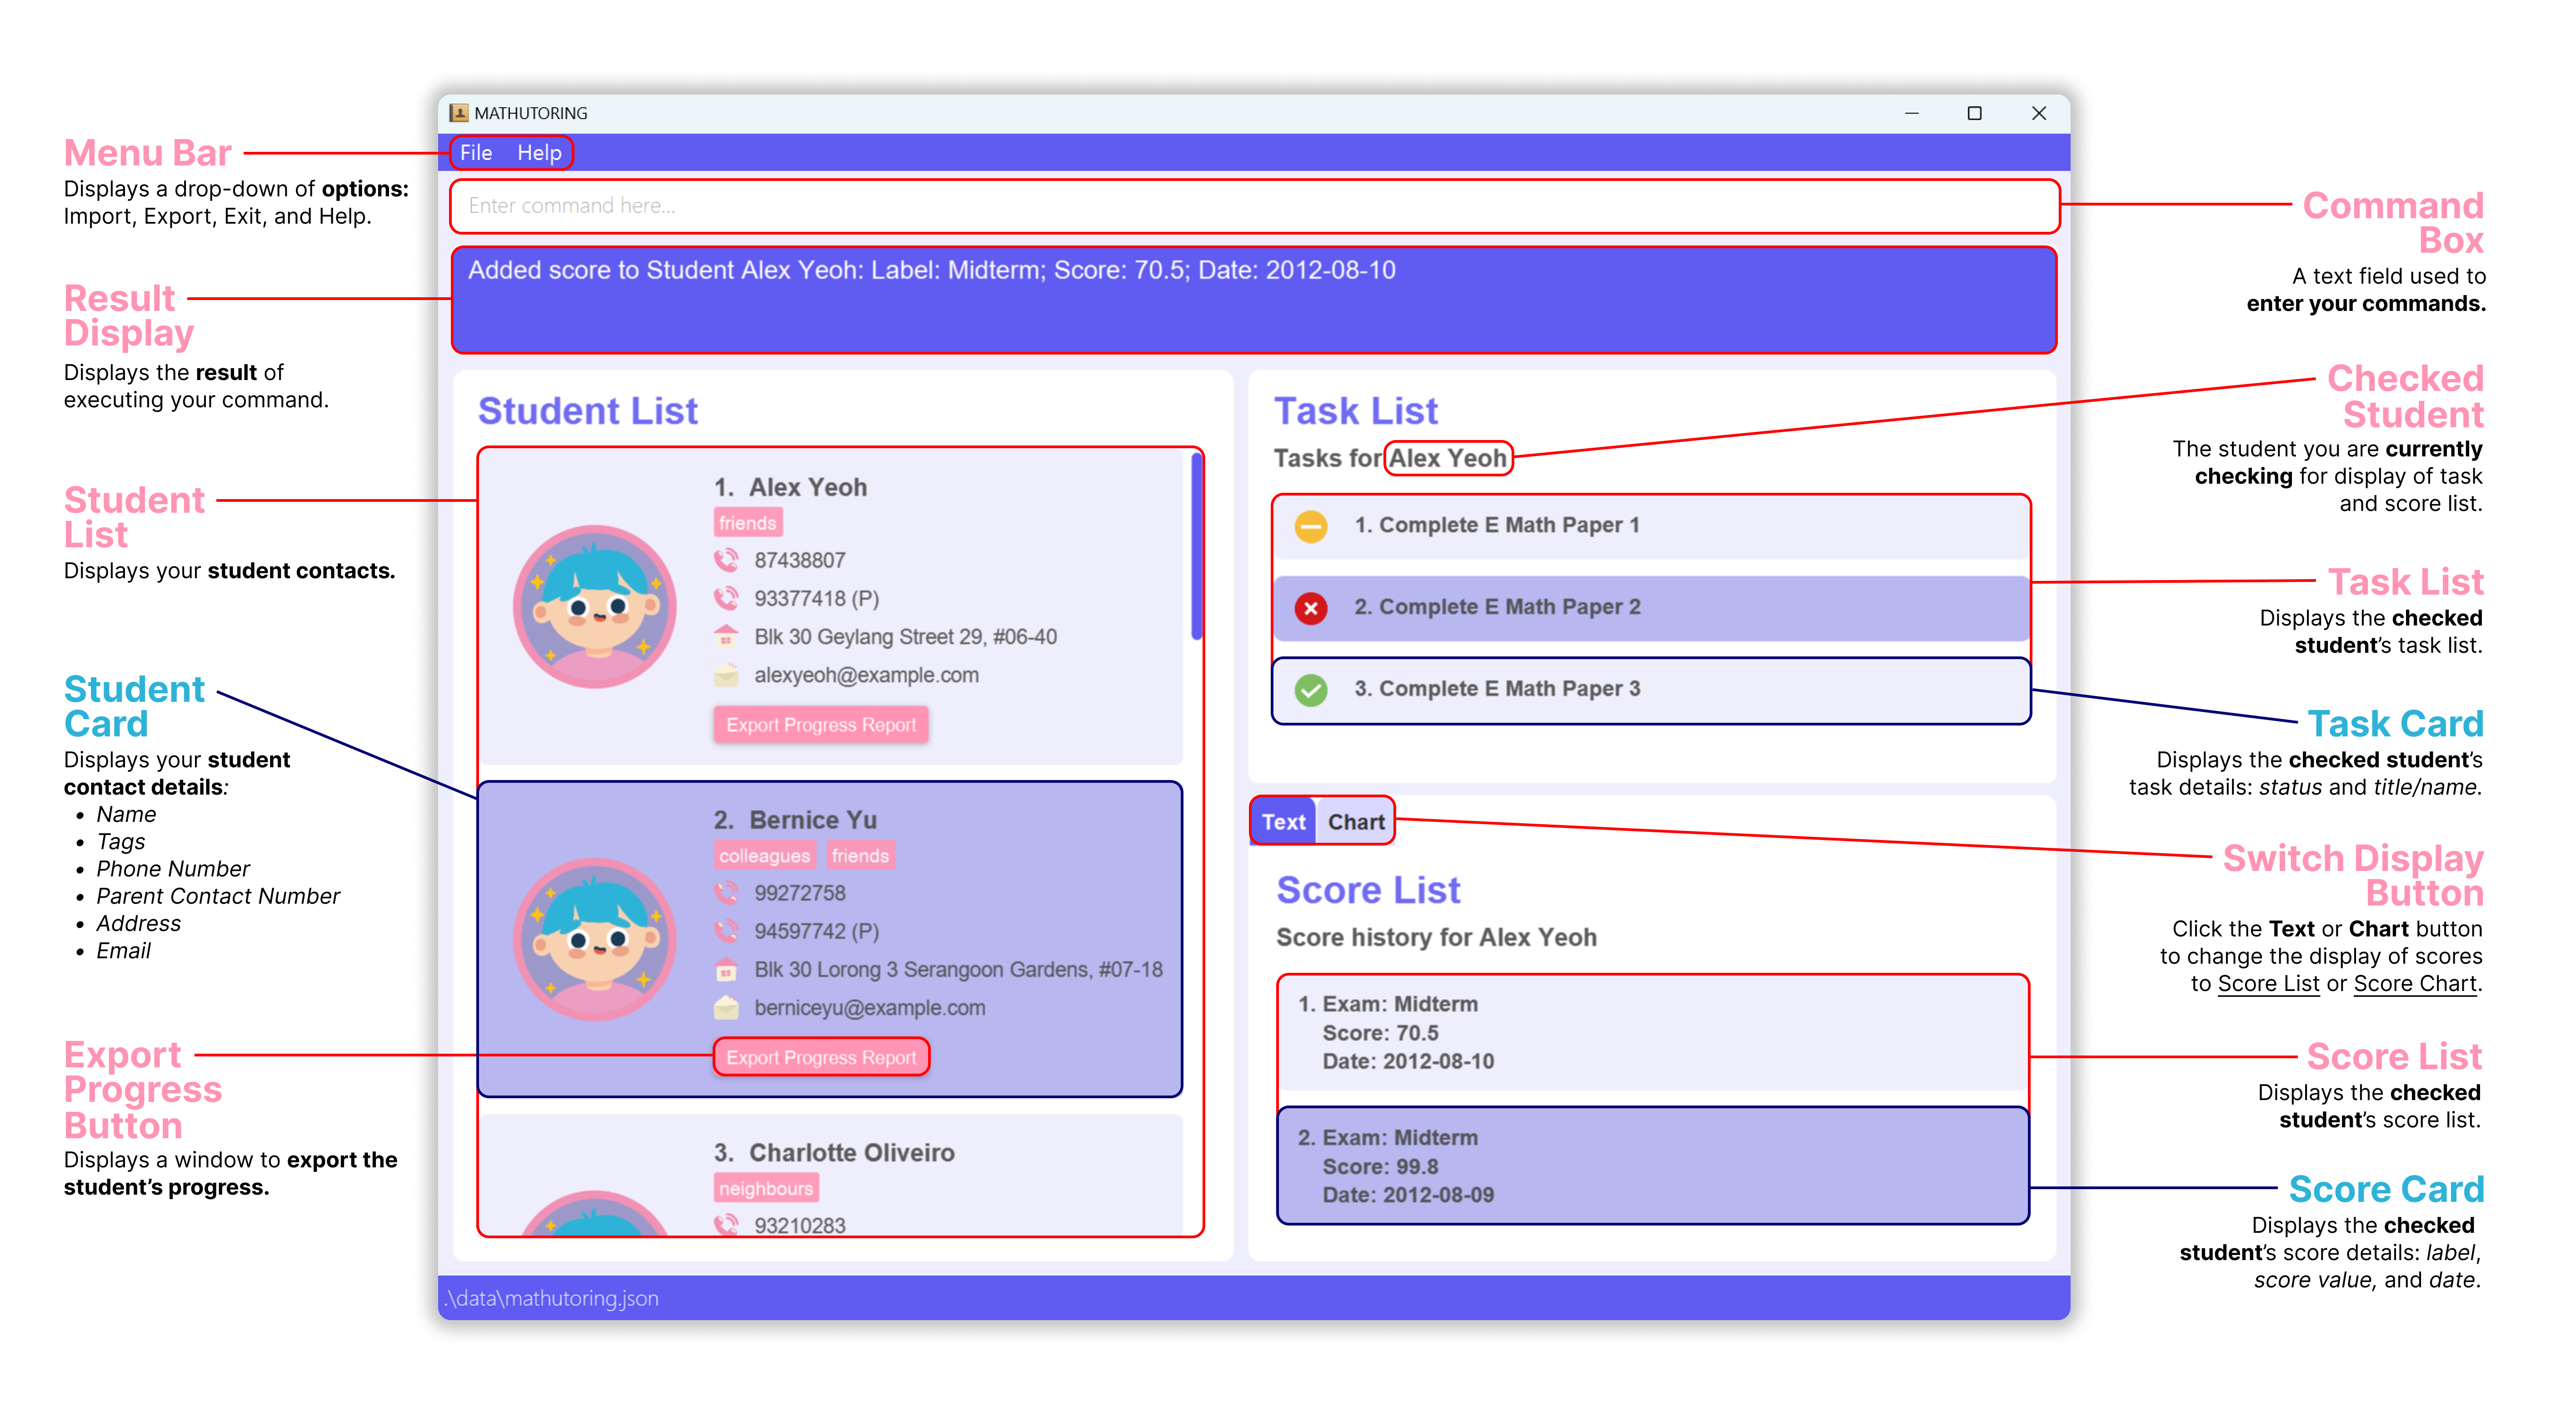 MATHUTORING
File Help
Enter command here...
Added score to Student Alex Yeoh: Label: Midterm; Score: 70.5; Date: 2012-08-10
Menu Bar
Displays a drop-down of options:
Import, Export, Exit, and Help.
Result
Display
Displays the result of
executing your command.
Student
List
Displays your student contacts.
Student
Card
Displays your student
contact details:
• Name
• Tags
• Phone Number
• Parent Contact Number
• Address
• Email
Export
Progress
Button
Displays a window to export the
student’s progress.
Student List
1. Alex Yeoh
friends
87438807
93377418 (P)
Blk 30 Geylang Street 29, #06-40
alexyeoh@example.com
Export Progress Report
2. Bernice Yu
colleagues friends
99272758
94597742 (P)
Blk 30 Lorong 3 Serangoon Gardens, #07-18
berniceyu@example.com
Export Progress Report
3. Charlotte Oliveiro
neighbours
93210283
Task List
Tasks for Alex Yeoh
1. Complete E Math Paper 1
2. Complete E Math Paper 2
3. Complete E Math Paper 3
Text Chart
Score List
Score history for Alex Yeoh
1. Exam: Midterm
Score: 70.5
Date: 2012-08-10
2. Exam: Midterm
Score: 99.8
Date: 2012-08-09
.\data\mathutoring.json
Command
Box
A text field used to
enter your commands.
Checked
Student
The student you are currently
checking for display of task
and score list.
Task List
Displays the checked
student’s task list.
Task Card
Displays the checked student’s
task details: status and title/name.
Switch Display
Button
Click the Text or Chart button
to change the display of scores
to Score List or Score Chart.
Score List
Displays the checked
student’s score list.
Score Card
Displays the checked
student’s score details: label,
score value, and date.